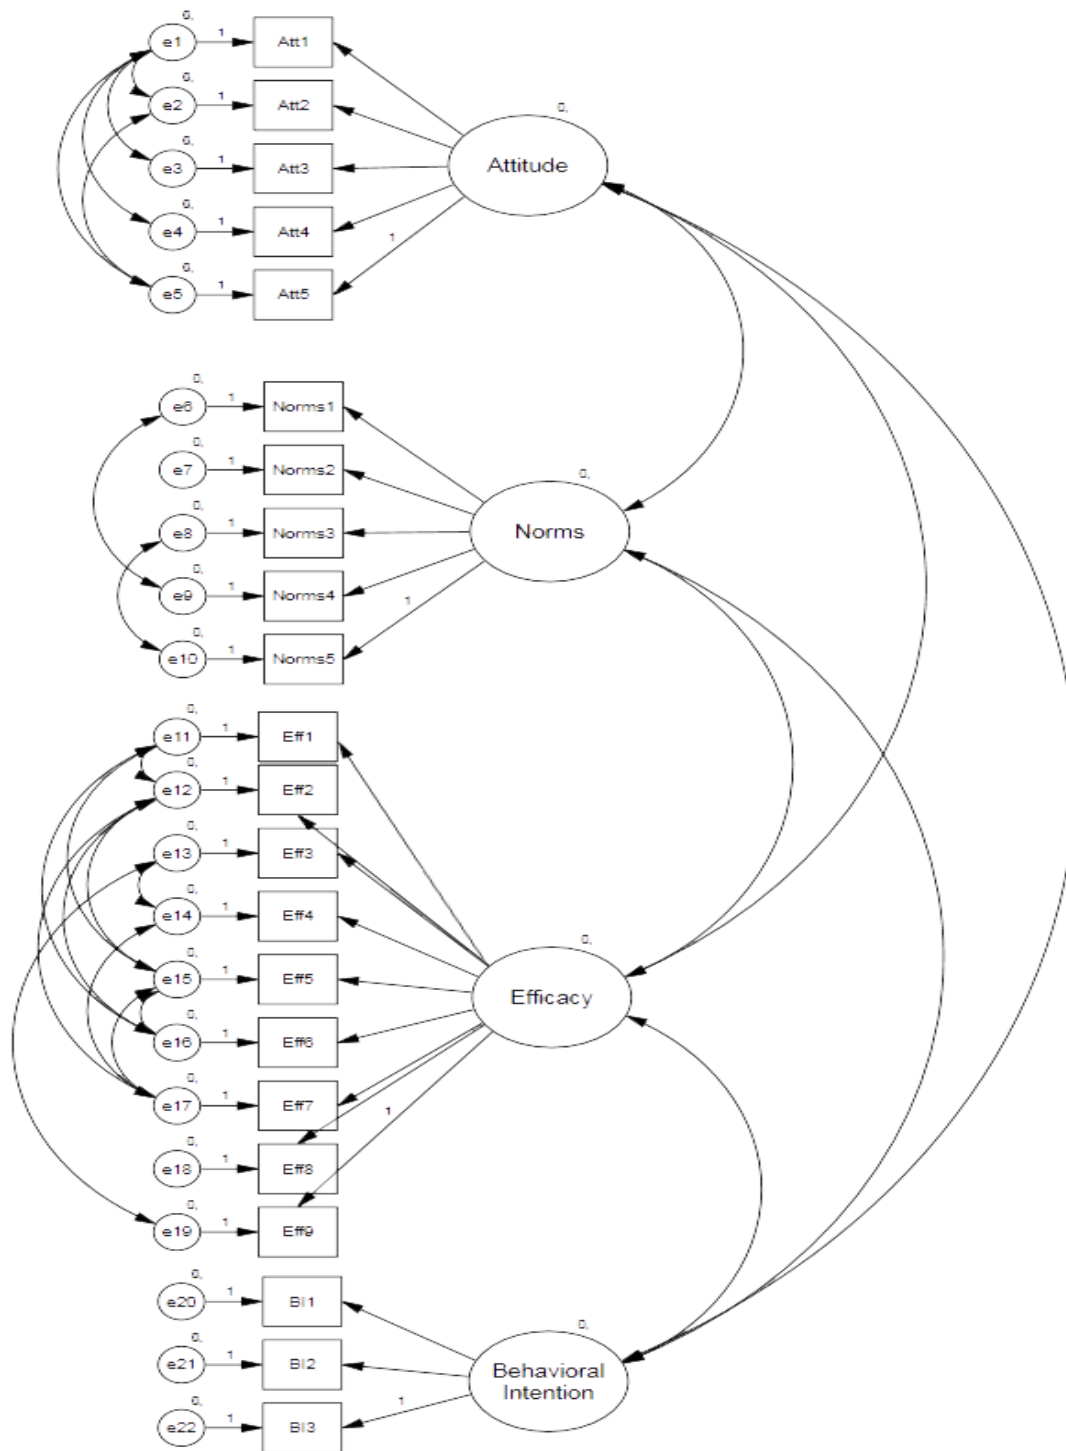 0,
e1 1 Att1
0,
e2 1 Att2
0,
Attitude
0,
e3 1 Att3
0,
e4 1 Att4
1
0,
e5 1 Att5
0,
e6 1 Norms1
0,
e7 1 Norms2
0,
Norms
0,
e8 1 Norms3
0,
e9 1 Norms4
1
0,
e10 1 Norms5
0,
e11 1 Eff1
0,
e12 1 Eff2
0,
e13 1 Eff3
0,
e14 1 Eff4
0,
Efficacy
0,
e15 1 Eff5
0,
e16 1 Eff6
0,
e17 1 Eff7
1
0,
e18 1 Eff8
0,
e19 1 Eff9
0,
e20 1 BI1
0,
Behavioral
Intention
0,
e21 1 BI2
1
0,
e22 1 BI3